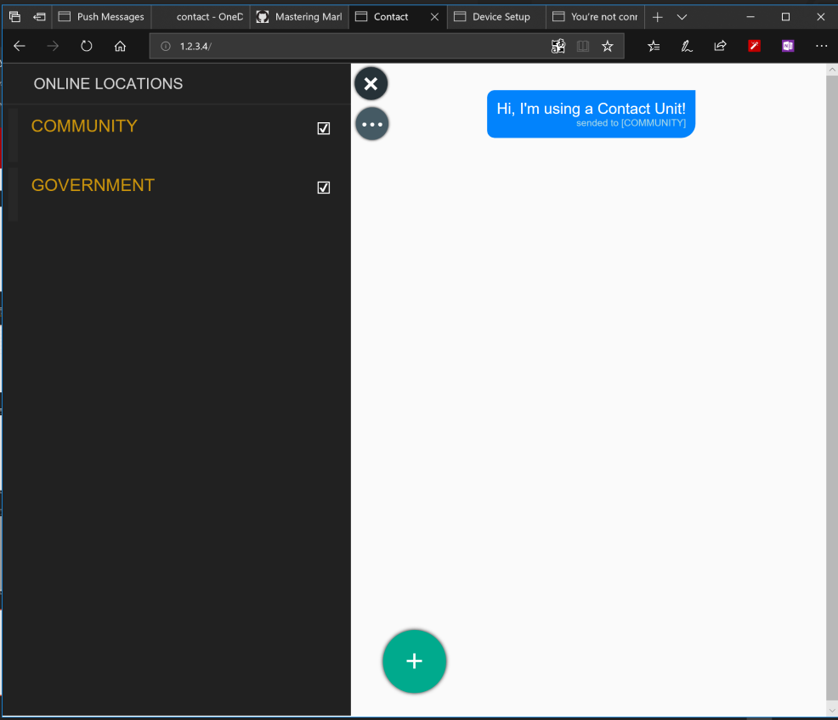 Push Messages
contact - OneD
Mastering Marl
Contact
Device Setup
You're not conr
1.2.3.4/
ONLINE LOCATIONS
COMMUNITY
GOVERNMENT
Hi, I'm using a Contact Unit!
sended to [COMMUNITY]